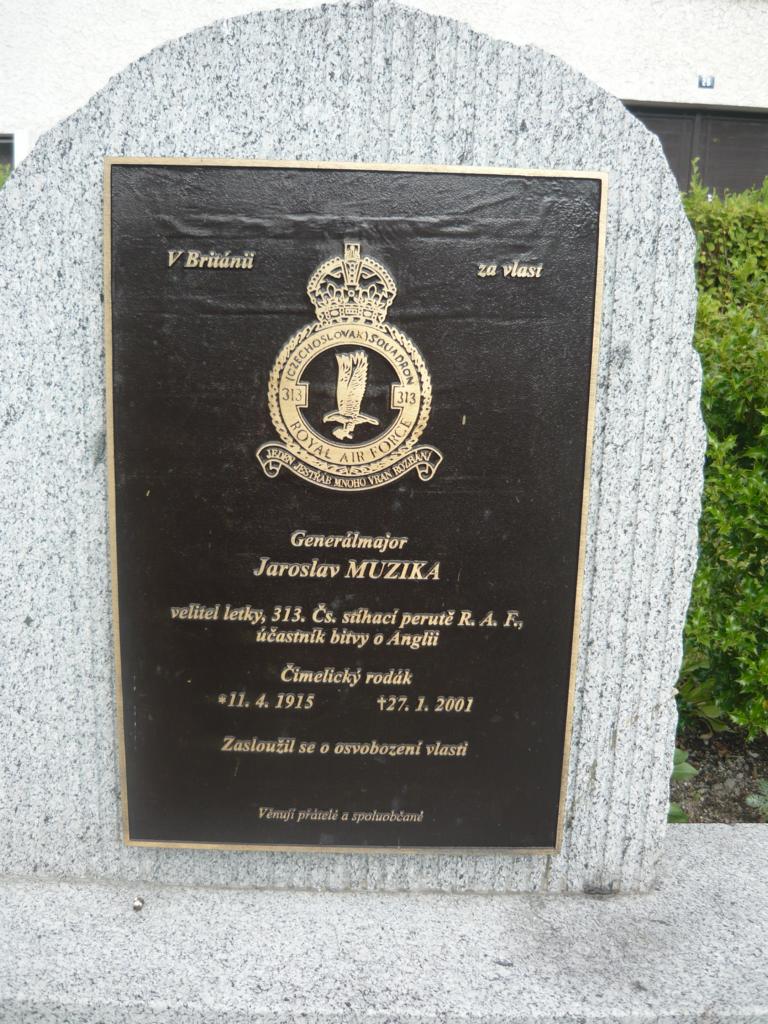 V Británii za vlast
(CZECHOSLOVAK) SQUADRON
313 313
ROYAL AIR FORCE
JEDEN JESTŘÁB MNOHO VRAN ROZHÁNÍ
Generálmajor
Jaroslav MUZIKA
velitel letky, 313. Čs. stíhací perutě R. A. F.,
účastník bitvy o Anglii
Čimelický rodák
*11. 4. 1915 †27. 1. 2001
Zasloužil se o osvobození vlasti
Věnují přátelé a spoluobčané